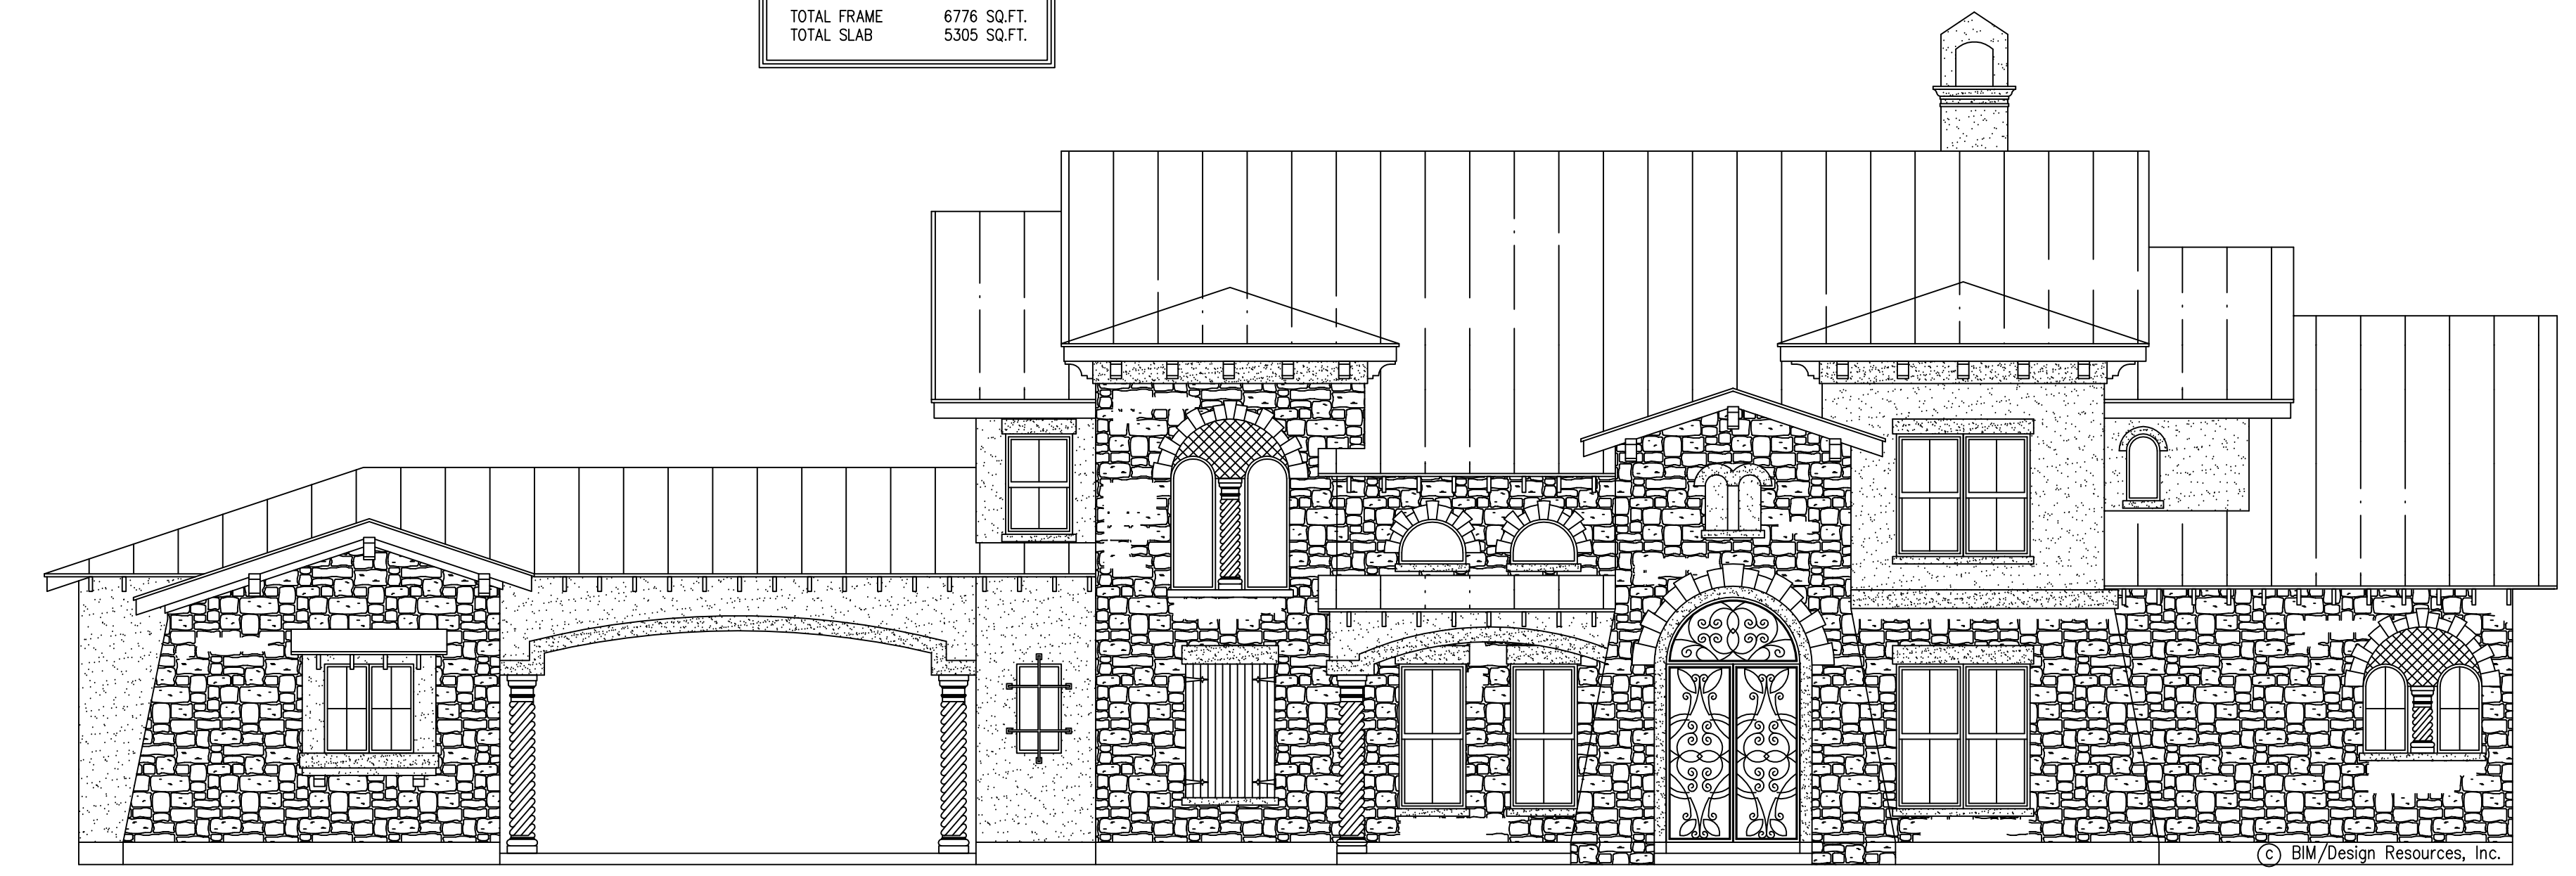 TOTAL FRAME 6776 SQ.FT.
TOTAL SLAB 5305 SQ.FT.
© BIM/Design Resources, Inc.